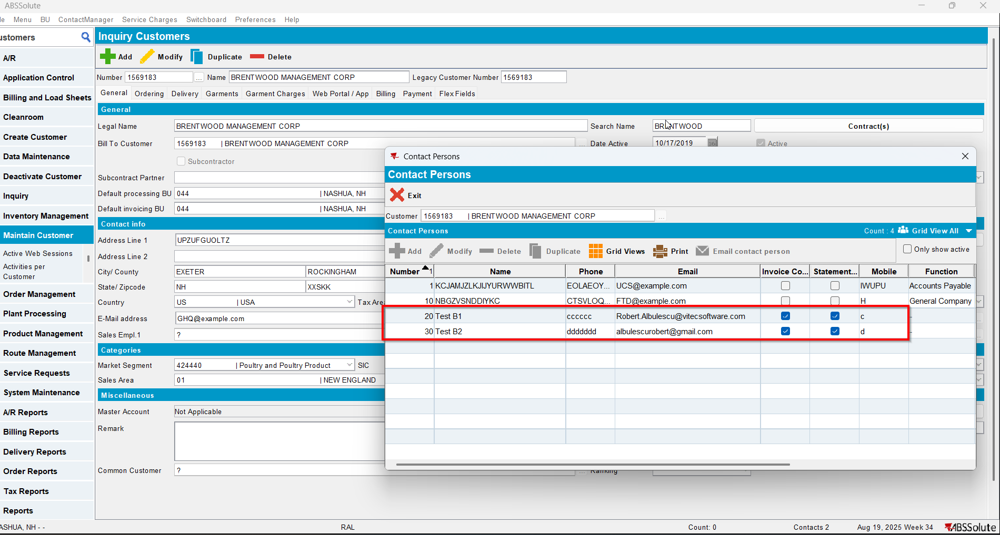 ABSSolute
Menu BU ContactManager Service Charges Switchboard Preferences Help
Inquiry Customers
Add Modify Duplicate Delete
A/R
Application Control
Billing and Load Sheets
Cleanroom
Create Customer
Data Maintenance
Deactivate Customer
Inquiry
Inventory Management
Maintain Customer
Active Web Sessions
Activities per
Customer
Order Management
Plant Processing
Product Management
Route Management
Service Requests
System Maintenance
A/R Reports
Billing Reports
Delivery Reports
Order Reports
Tax Reports
Reports
Number 1569183 ... Name BRENTWOOD MANAGEMENT CORP Legacy Customer Number 1569183
General Ordering Delivery Garments Garment Charges Web Portal / App Billing Payment Flex Fields
General
Legal Name BRENTWOOD MANAGEMENT CORP Search Name BRENTWOOD Contract(s)
Bill To Customer 1569183 | BRENTWOOD MANAGEMENT CORP ... Date Active 10/17/2019 16 Active
Subcontractor
Subcontract Partner
Default processing BU 044 | NASHUA, NH
Default invoicing BU 044 | NASHUA, NH
Contact info
Address Line 1 UPZUFGUOLTZ
Address Line 2
City/ County EXETER ROCKINGHAM
State/ Zipcode NH XXSKK
Country US | USA Tax Area
E-Mail address GHQ@example.com
Sales Empl.1 ?
Categories
Market Segment 424440 | Poultry and Poultry Product SIC
Sales Area 01 | NEW ENGLAND
Miscellaneous
Master Account Not Applicable
Remark
Common Customer ? ... Ranking
Contact Persons
Contact Persons
Exit
Customer 1569183 | BRENTWOOD MANAGEMENT CORP ...
Contact Persons Count : 4 Grid View All
Add Modify Delete Duplicate Grid Views Print Email contact person Only show active
Number 1 Name Phone Email Invoice Co... Statement... Mobile Function
1 KCJAMJZLKJIJYURWWBITL EOLAEOY... UCS@example.com IWUPU Accounts Payable
10 NBGZVSNDDIYKC CTSVLOQ... FTD@example.com H General Company
20 Test B1 cccccc Robert.Albulescu@vitecsoftware.com c -
30 Test B2 ddddddd albulescurobert@gmail.com d -
ASHUA, NH - - RAL Count: 0 Contacts 2 Aug 19, 2025 Week 34 ABSSolute